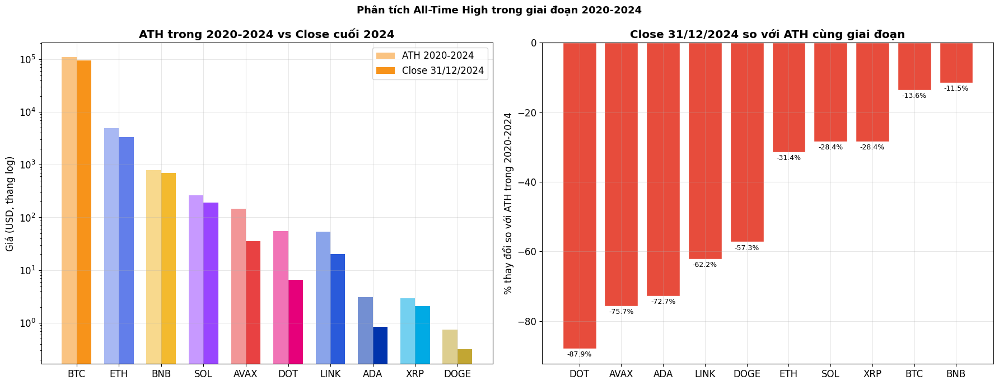 Phân tích All-Time High trong giai đoạn 2020-2024
ATH trong 2020-2024 vs Close cuối 2024
ATH 2020-2024
Close 31/12/2024
Giá (USD, thang log)
10^5
10^4
10^3
10^2
10^1
10^0
BTC ETH BNB SOL AVAX DOT LINK ADA XRP DOGE
Close 31/12/2024 so với ATH cùng giai đoạn
% thay đổi so với ATH trong 2020-2024
0
−20
−40
−60
−80
-87.9%
-75.7%
-72.7%
-62.2%
-57.3%
-31.4%
-28.4%
-28.4%
-13.6%
-11.5%
DOT AVAX ADA LINK DOGE ETH SOL XRP BTC BNB